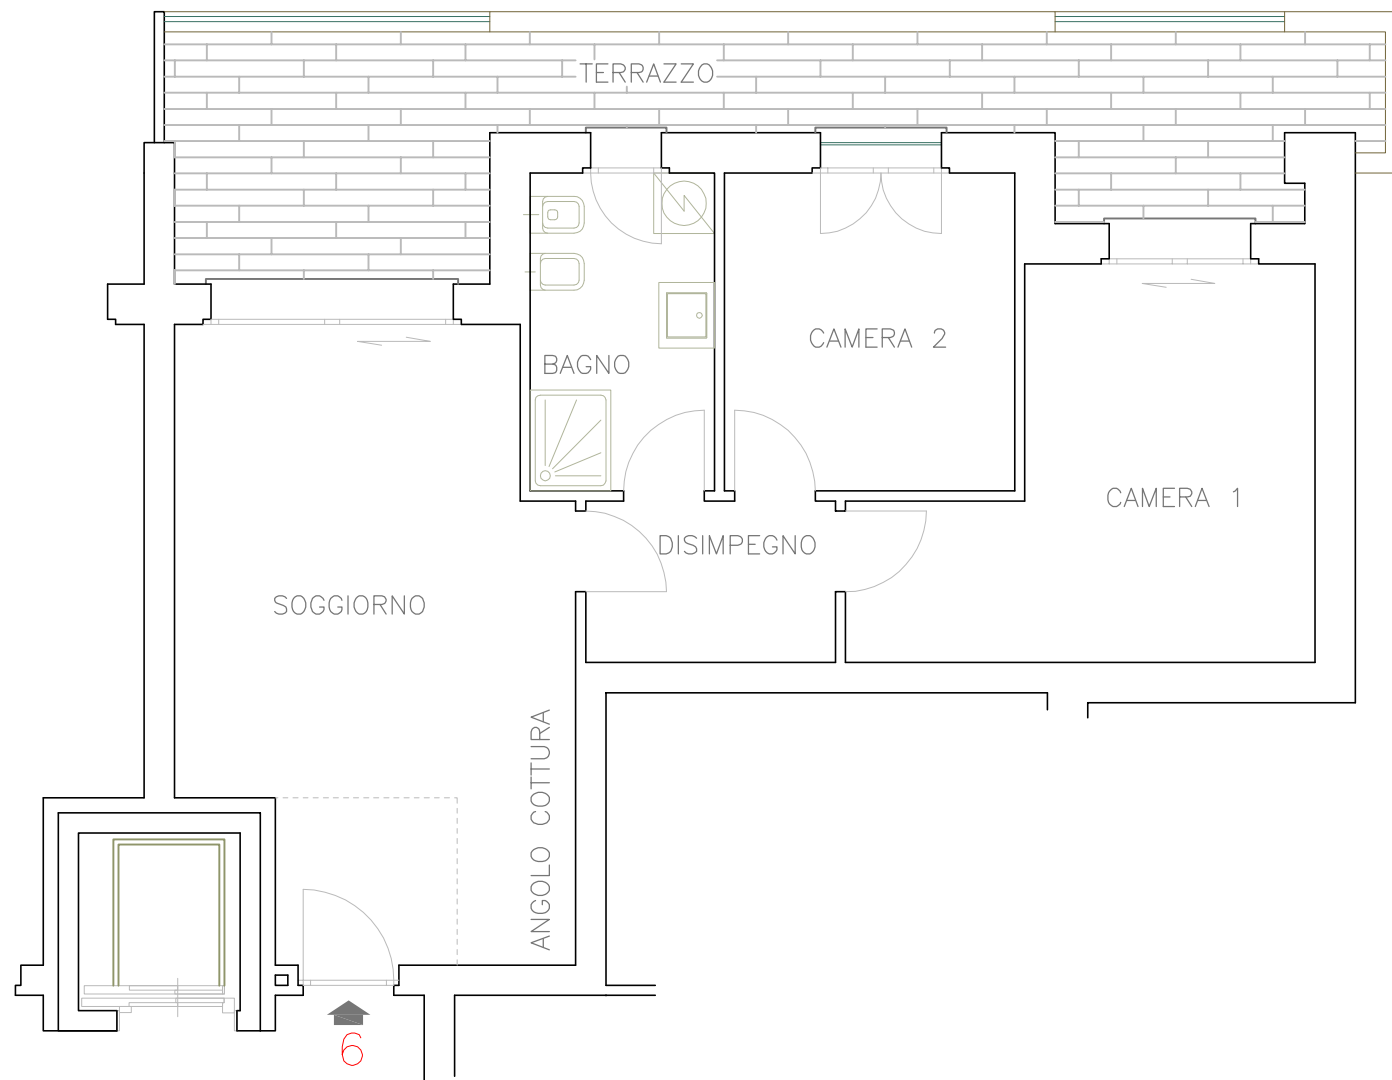 TERRAZZO
CAMERA 2
BAGNO
CAMERA 1
DISIMPEGNO
SOGGIORNO
ANGOLO COTTURA
6